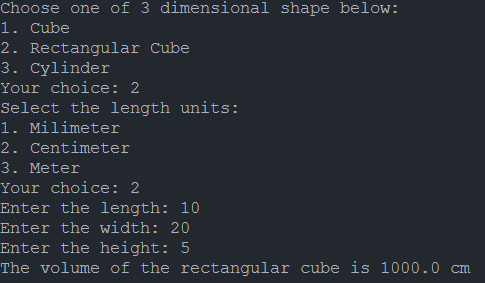 Choose one of 3 dimensional shape below:
1. Cube
2. Rectangular Cube
3. Cylinder
Your choice: 2
Select the length units:
1. Milimeter
2. Centimeter
3. Meter
Your choice: 2
Enter the length: 10
Enter the width: 20
Enter the height: 5
The volume of the rectangular cube is 1000.0 cm